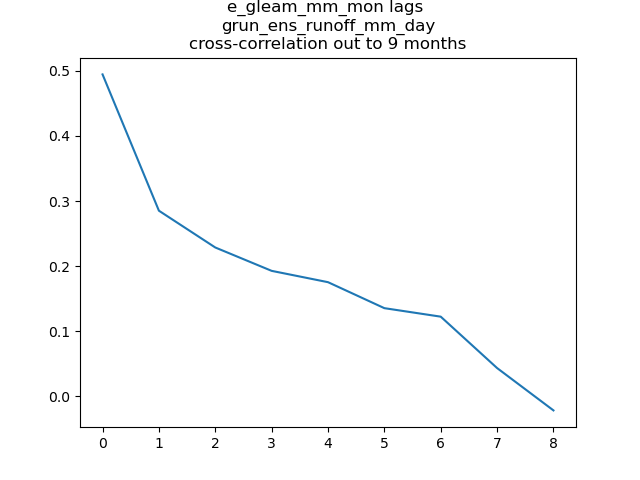 e_gleam_mm_mon lags
grun_ens_runoff_mm_day
cross-correlation out to 9 months
0.5
0.4
0.3
0.2
0.1
0.0
0 1 2 3 4 5 6 7 8